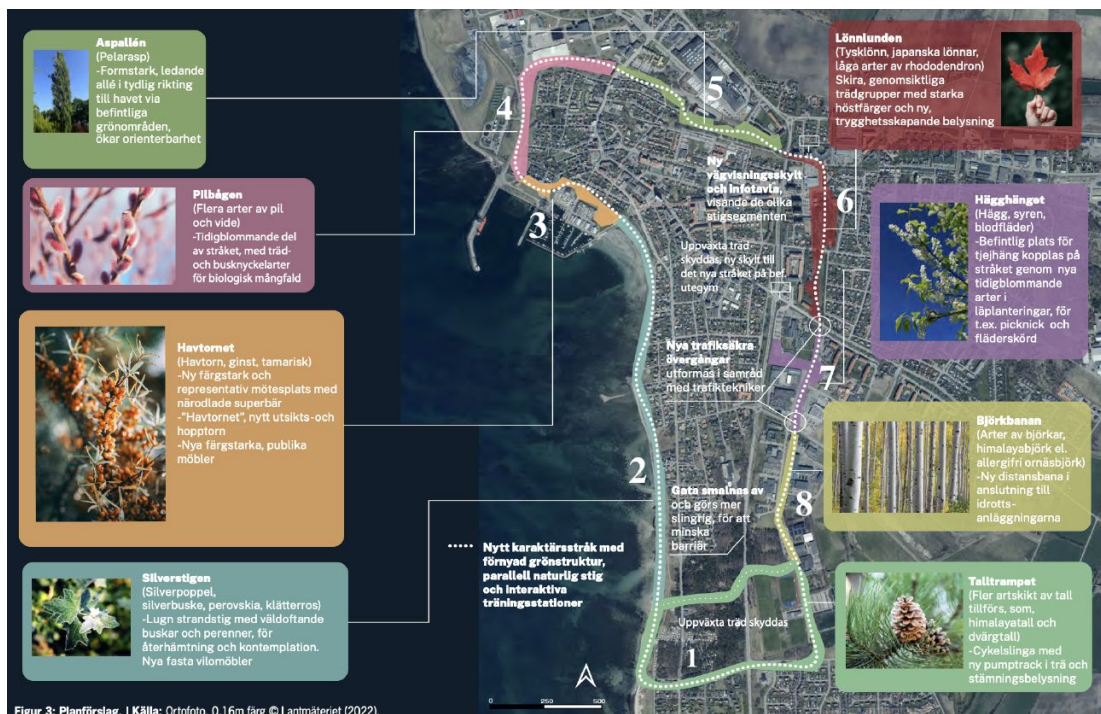 Aspallén
(Pelarasp)
-Formstark, ledande
allé i tydlig rikting
till havet via
befintliga
grönområden,
ökar orienterbarhet
Pilbågen
(Flera arter av pil
och vide)
-Tidigblommande del
av stråket, med träd-
och busknyckelarter
för biologisk mångfald
Havtornet
(Havtorn, ginst, tamarisk)
-Ny färgstark och
representativ mötesplats med
närodlade superbär
-"Havtornet", nytt utsikts- och
hopptorn
-Nya färgstarka, publika
möbler
Silverstigen
(Silverpoppel,
silverbuske, perovskia, klätterros)
-Lugn strandstig med väldoftande
buskar och perenner, för
återhämtning och kontemplation.
Nya fasta vilomöbler
4
5
3
6
2
7
8
1
Ny
vägvisningsskylt
och infotavla,
visande de olika
stigsegmenten
Uppväxta träd
skyddas, ny skylt till
det nya stråket på bef.
utegym
Nya trafiksäkra
övergångar
utformas i samråd
med trafiktekniker
Gata smalnas av
och görs mer
slingrig, för att
minska
barriär
Nytt karaktärsstråk med
förnyad grönstruktur,
parallell naturlig stig
och interaktiva
träningsstationer
Uppväxta träd skyddas
0 250 500
Lönnlunden
(Tysklönn, japanska lönnar,
låga arter av rhododendron)
Skira, genomsiktliga
trädgrupper med starka
höstfärger och ny,
trygghetsskapande belysning
Hägghänget
(Hägg, syren,
blodfläder)
-Befintlig plats för
tjejhäng kopplas på
stråket genom nya
tidigblommande
arter i
läplanteringar, för
t.ex. picknick och
fläderskörd
Björkbanan
(Arter av björkar,
himalayabjörk el.
allergifri ornäsbjörk)
-Ny distansbana i
anslutning till
idrotts-
anläggningarna
Talltrampet
(Fler artskikt av tall
tillförs, som,
himalayatall och
dvärgtall)
-Cykelslinga med
ny pumptrack i trä och
stämningsbelysning
Figur 3: Planförslag. | Källa: Ortofoto, 0.16m färg © Lantmäteriet (2022).